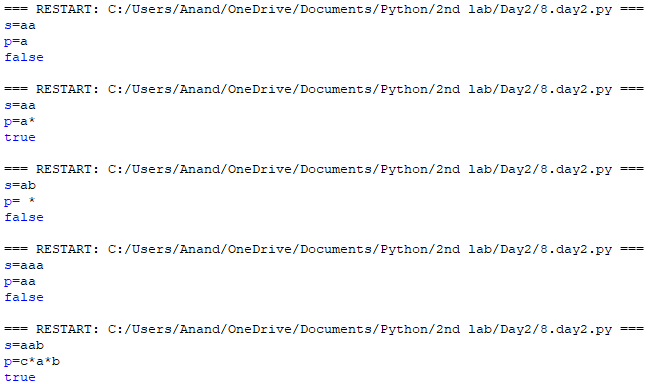 === RESTART: C:/Users/Anand/OneDrive/Documents/Python/2nd lab/Day2/8.day2.py ===
s=aa
p=a
false
=== RESTART: C:/Users/Anand/OneDrive/Documents/Python/2nd lab/Day2/8.day2.py ===
s=aa
p=a*
true
=== RESTART: C:/Users/Anand/OneDrive/Documents/Python/2nd lab/Day2/8.day2.py ===
s=ab
p= *
false
=== RESTART: C:/Users/Anand/OneDrive/Documents/Python/2nd lab/Day2/8.day2.py ===
s=aaa
p=aa
false
=== RESTART: C:/Users/Anand/OneDrive/Documents/Python/2nd lab/Day2/8.day2.py ===
s=aab
p=c*a*b
true